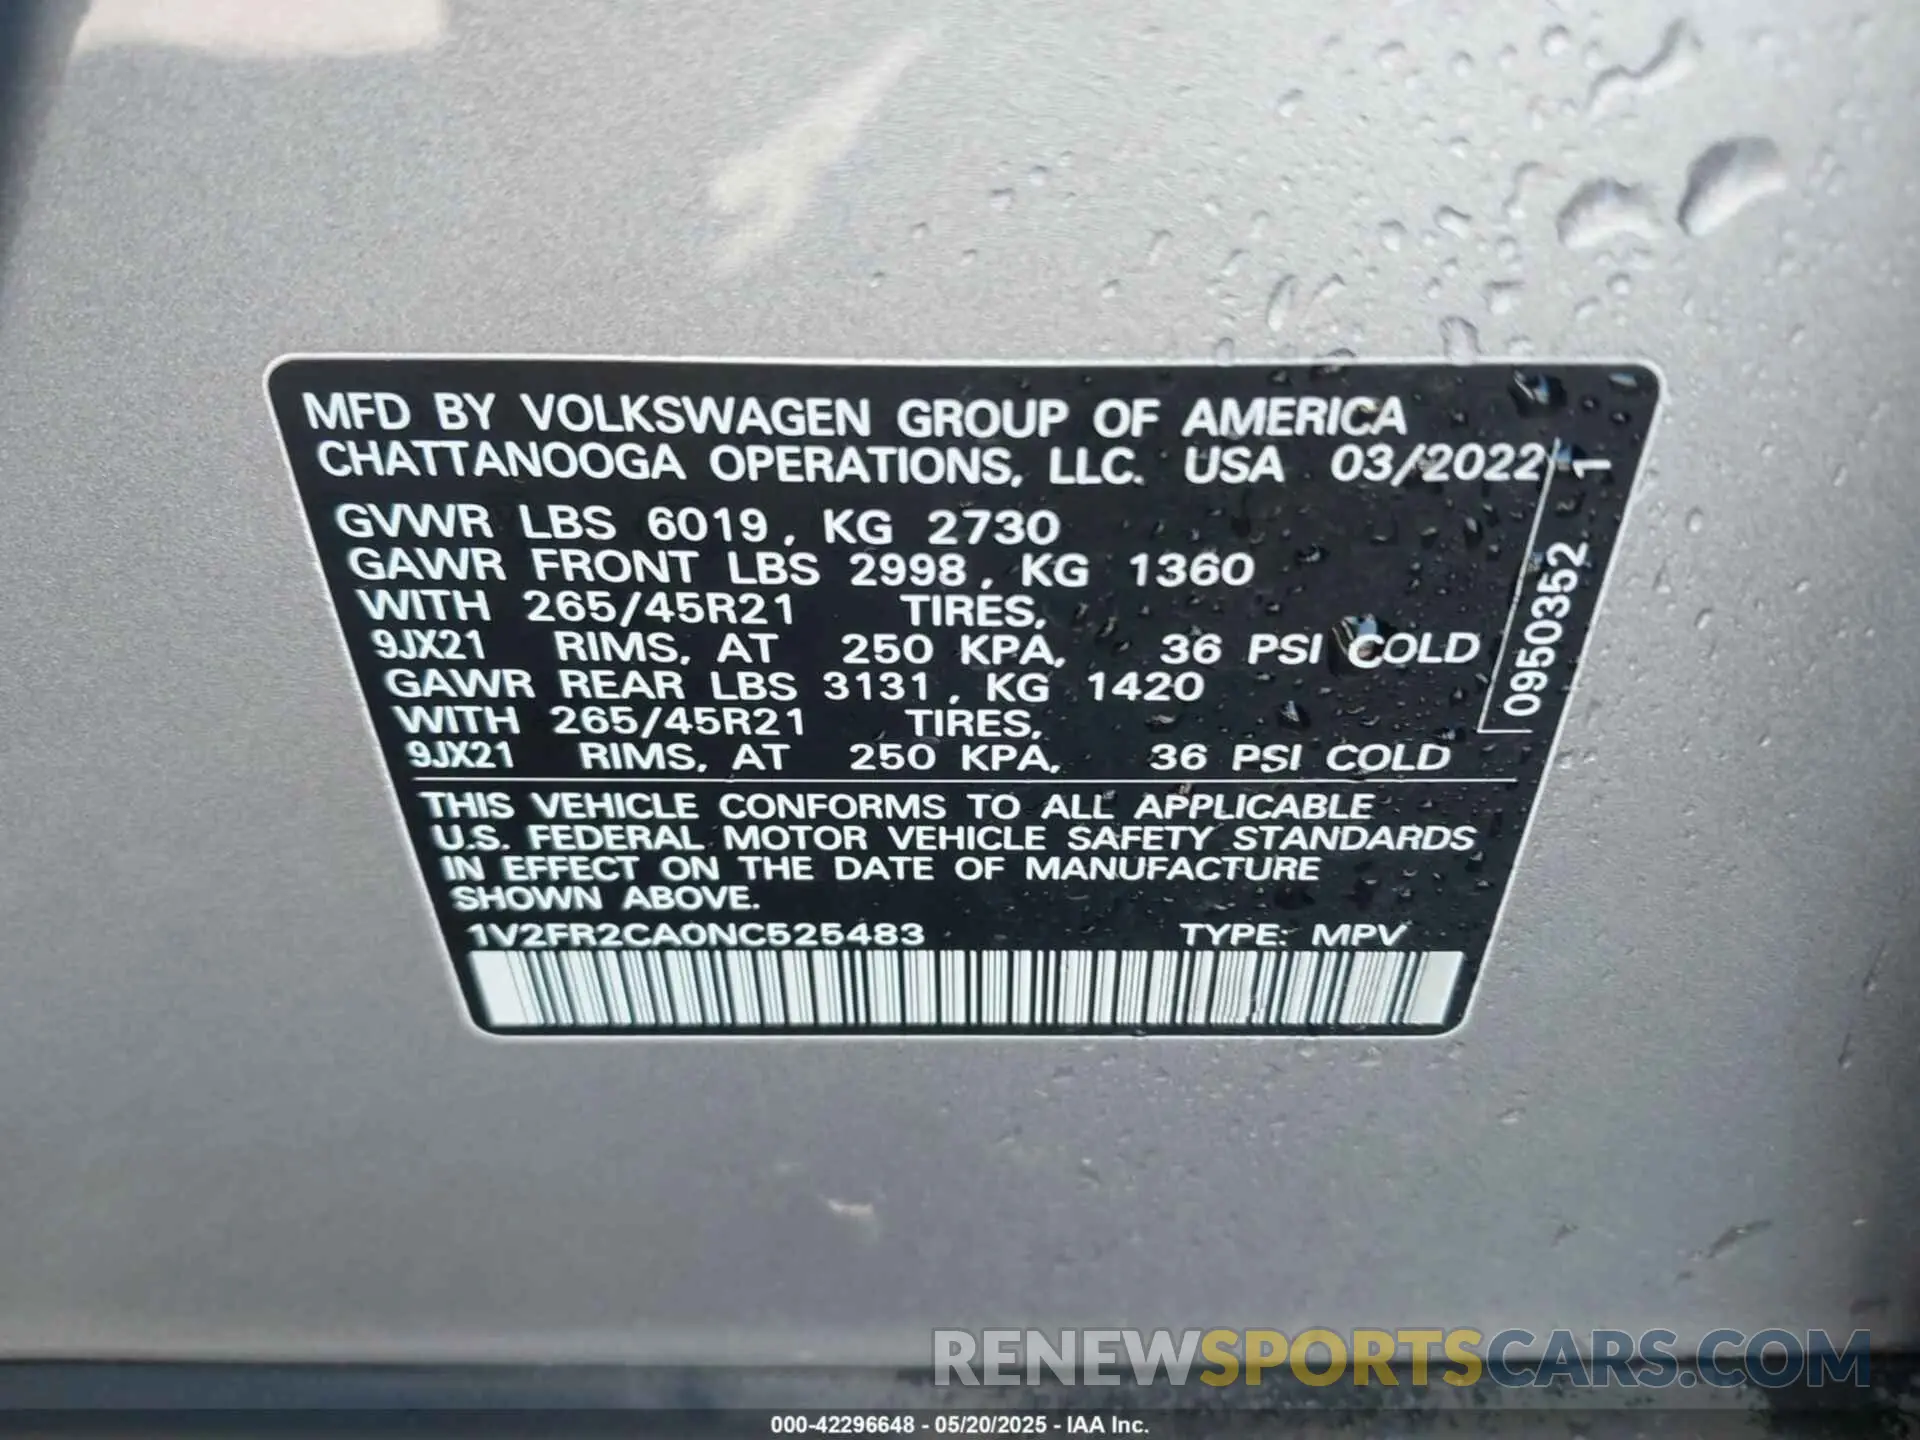 MFD BY VOLKSWAGEN GROUP OF AMERICA
CHATTANOOGA OPERATIONS, LLC. USA 03/2022
GVWR LBS 6019, KG 2730
GAWR FRONT LBS 2998, KG 1360
WITH 265/45R21 TIRES,
9JX21 RIMS, AT 250 KPA, 36 PSI COLD
GAWR REAR LBS 3131, KG 1420
WITH 265/45R21 TIRES,
9JX21 RIMS, AT 250 KPA, 36 PSI COLD
0950352 1
THIS VEHICLE CONFORMS TO ALL APPLICABLE
U.S. FEDERAL MOTOR VEHICLE SAFETY STANDARDS
IN EFFECT ON THE DATE OF MANUFACTURE
SHOWN ABOVE.
1V2FR2CA0NC525483 TYPE: MPV
RENEWSPORTSCARS.COM
000-42296648 - 05/20/2025 - IAA Inc.